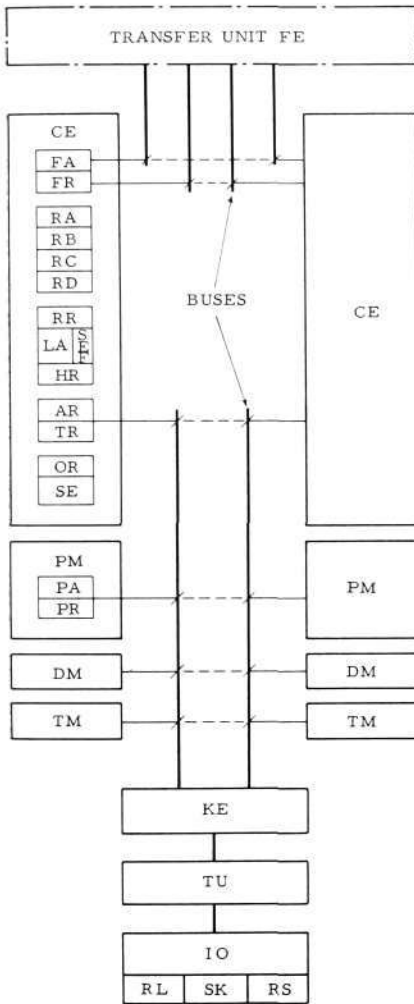 TRANSFER UNIT FE
CE
FA
FR
RA
RB
RC
RD
BUSES
CE
RR
LA
HR
AR
TR
OR
SE
PM
PA
PR
PM
DM
DM
TM
TM
KE
TU
IO
RL SK RS